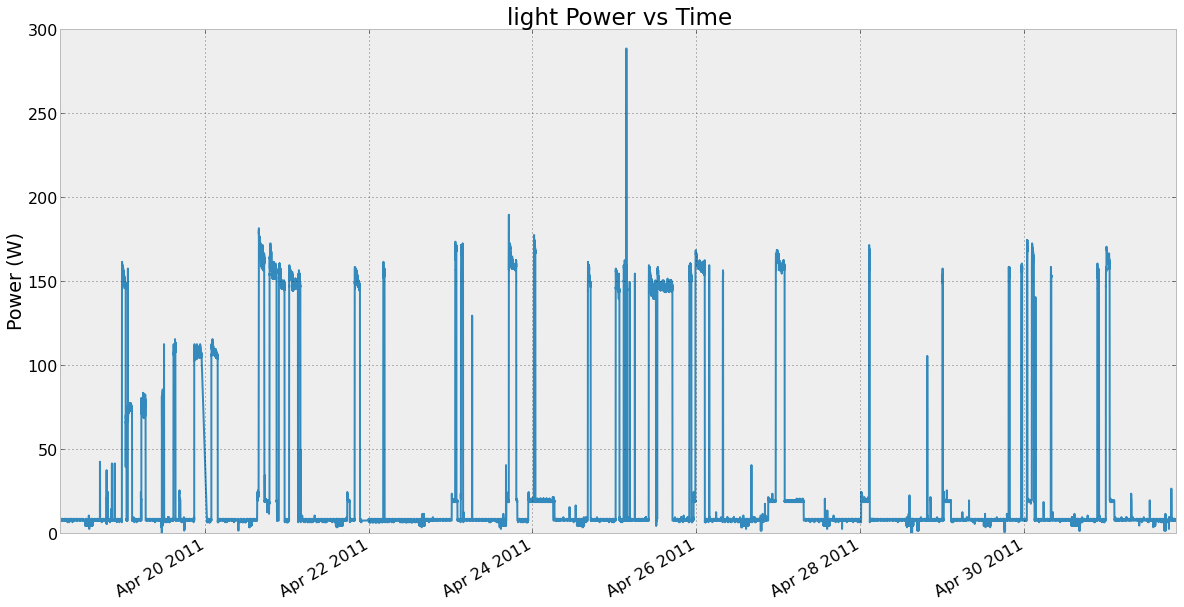 light Power vs Time
300
250
200
150
100
50
0
Power (W)
Apr 20 2011
Apr 22 2011
Apr 24 2011
Apr 26 2011
Apr 28 2011
Apr 30 2011